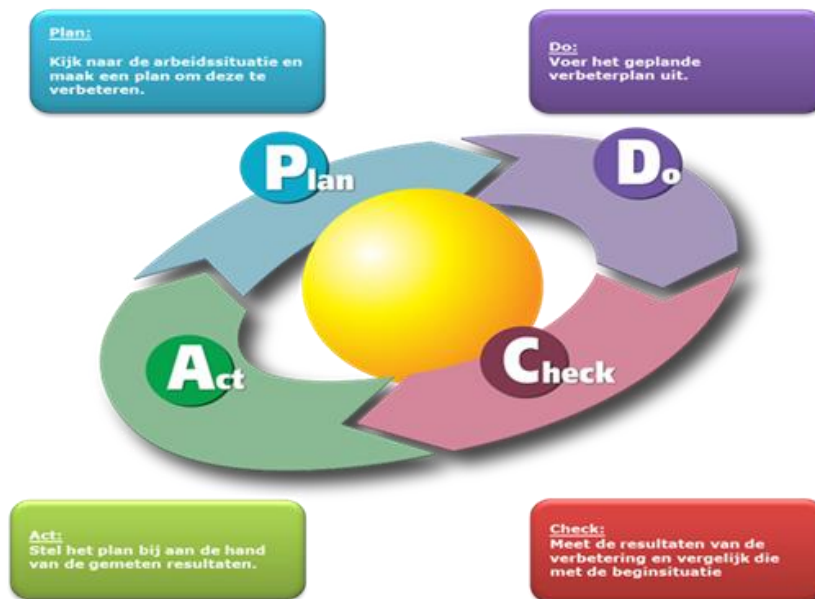 Plan:
Kijk naar de arbeidssituatie en
maak een plan om deze te
verbeteren.
Do:
Voer het geplande
verbeterplan uit.
Plan
Do
Act
Check
Act:
Stel het plan bij aan de hand
van de gemeten resultaten.
Check:
Meet de resultaten van de
verbetering en vergelijk die
met de beginsituatie